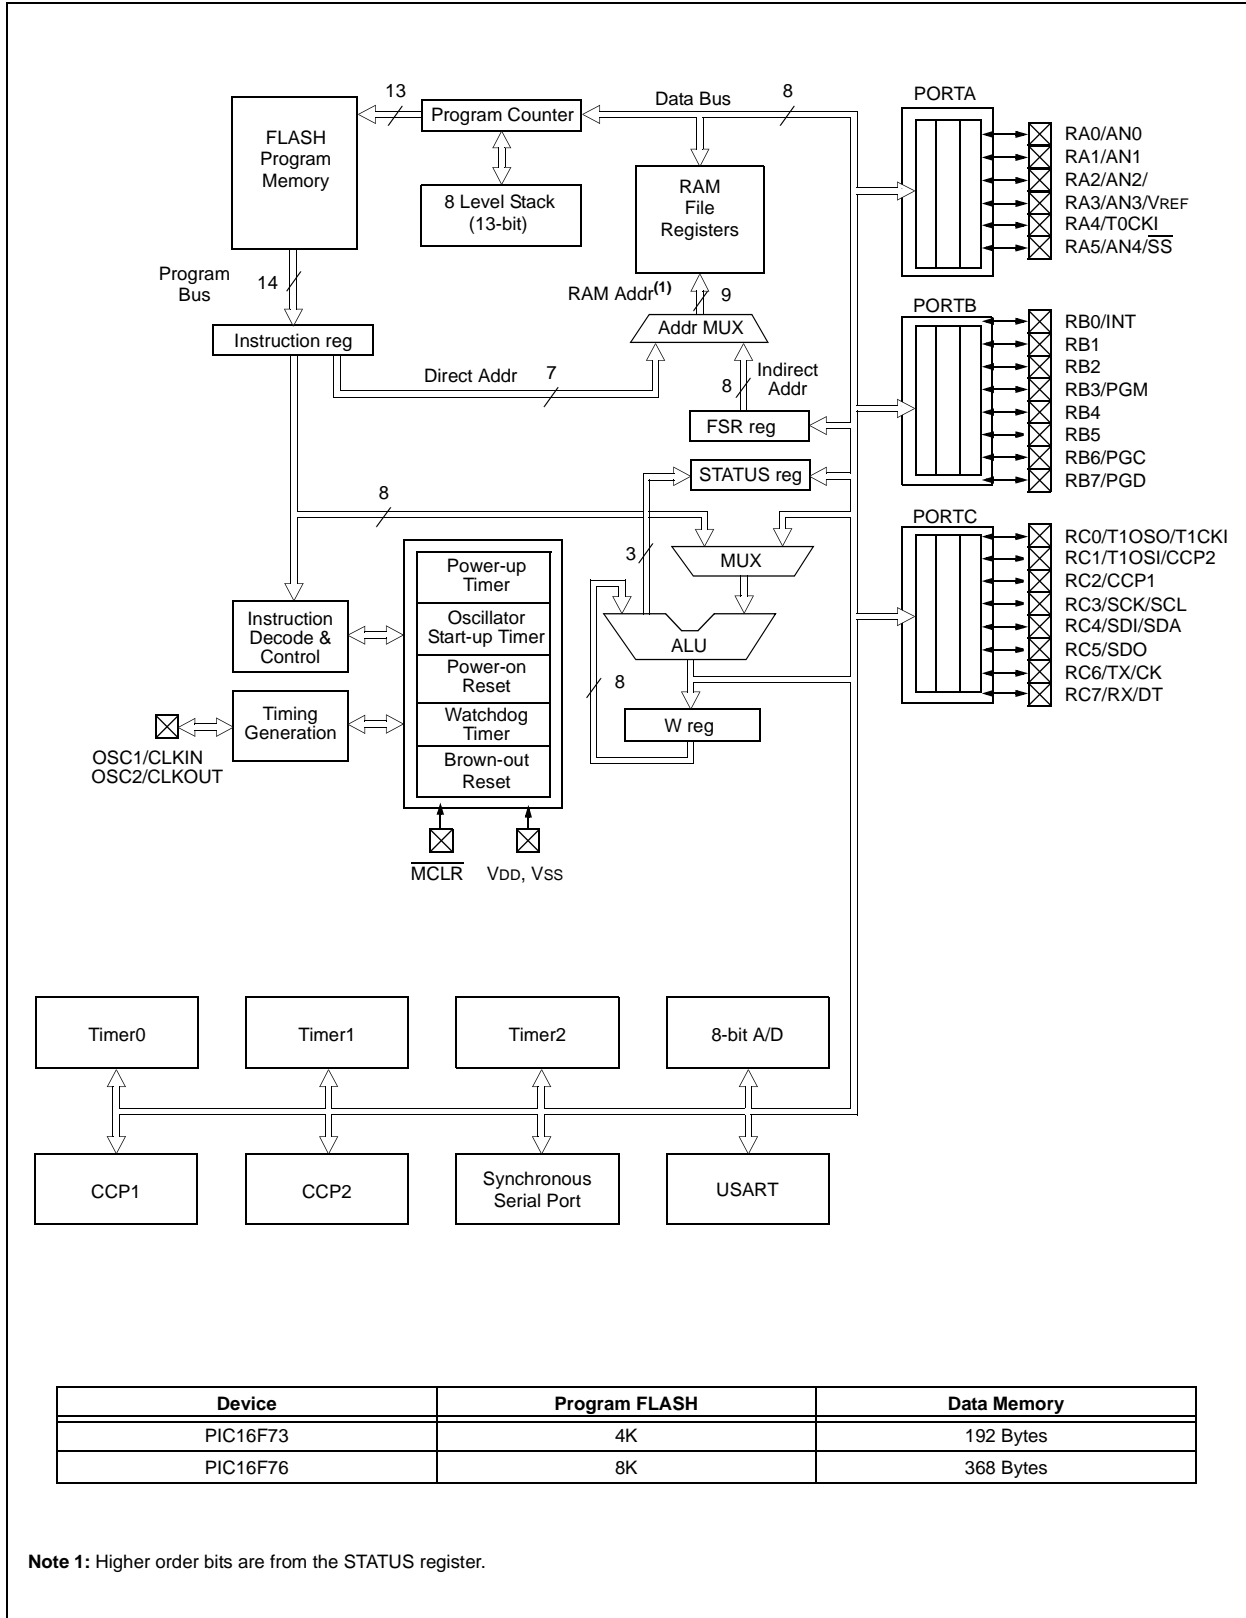 FLASH
Program
Memory
13
Program Counter
8 Level Stack
(13-bit)
Data Bus
8
RAM
File
Registers
Program
Bus
14
RAM Addr(1)
9
Addr MUX
Instruction reg
Direct Addr
7
8
Indirect
Addr
FSR reg
STATUS reg
8
3
MUX
ALU
8
W reg
Power-up
Timer
Oscillator
Start-up Timer
Power-on
Reset
Watchdog
Timer
Brown-out
Reset
Instruction
Decode &
Control
Timing
Generation
OSC1/CLKIN
OSC2/CLKOUT
MCLR
VDD, VSS
PORTA
RA0/AN0
RA1/AN1
RA2/AN2/
RA3/AN3/VREF
RA4/T0CKI
RA5/AN4/SS
PORTB
RB0/INT
RB1
RB2
RB3/PGM
RB4
RB5
RB6/PGC
RB7/PGD
PORTC
RC0/T1OSO/T1CKI
RC1/T1OSI/CCP2
RC2/CCP1
RC3/SCK/SCL
RC4/SDI/SDA
RC5/SDO
RC6/TX/CK
RC7/RX/DT
Timer0
Timer1
Timer2
8-bit A/D
CCP1
CCP2
Synchronous
Serial Port
USART
Device Program FLASH Data Memory
PIC16F73 4K 192 Bytes
PIC16F76 8K 368 Bytes
Note 1: Higher order bits are from the STATUS register.